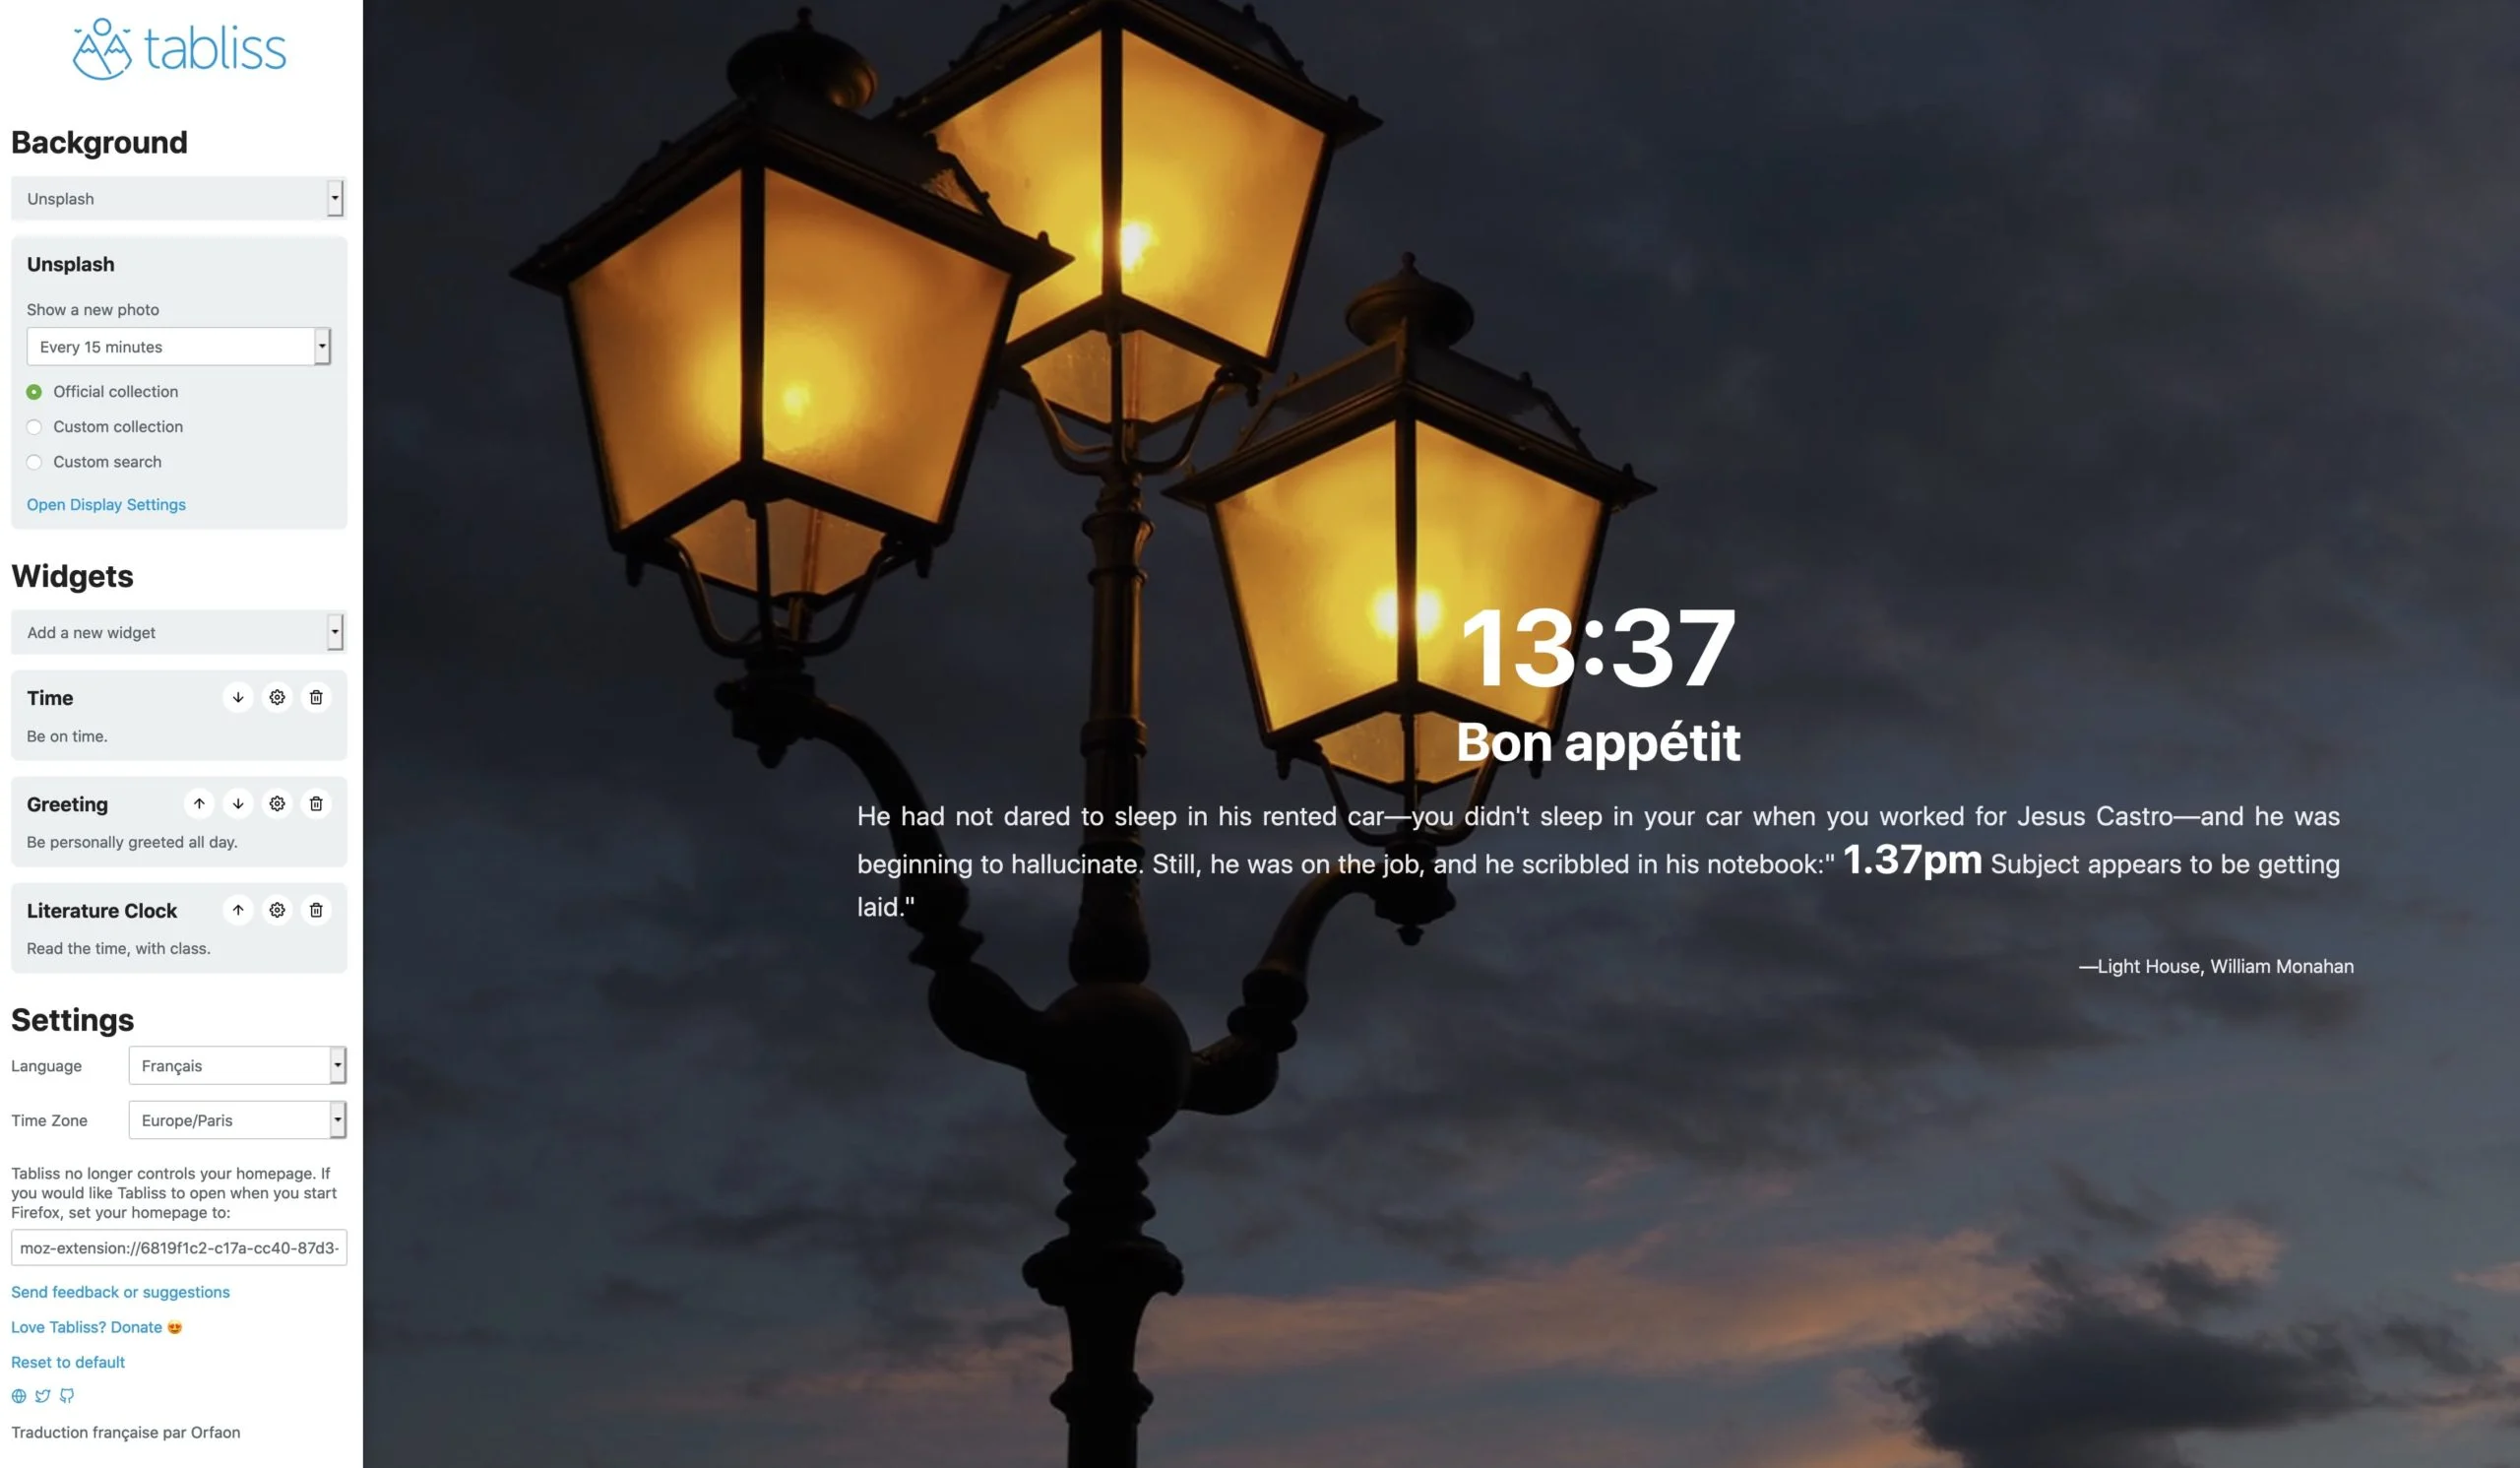 tabliss
Background
Unsplash
Unsplash
Show a new photo
Every 15 minutes
Official collection
Custom collection
Custom search
Open Display Settings
Widgets
Add a new widget
Time
Be on time.
Greeting
Be personally greeted all day.
Literature Clock
Read the time, with class.
Settings
Language
Français
Time Zone
Europe/Paris
Tabliss no longer controls your homepage. If
you would like Tabliss to open when you start
Firefox, set your homepage to:
moz-extension://6819f1c2-c17a-cc40-87d3-
Send feedback or suggestions
Love Tabliss? Donate 😍
Reset to default
Traduction française par Orfaon
13:37
Bon appétit
He had not dared to sleep in his rented car—you didn't sleep in your car when you worked for Jesus Castro—and he was
beginning to hallucinate. Still, he was on the job, and he scribbled in his notebook:" 1.37pm Subject appears to be getting
laid."
—Light House, William Monahan